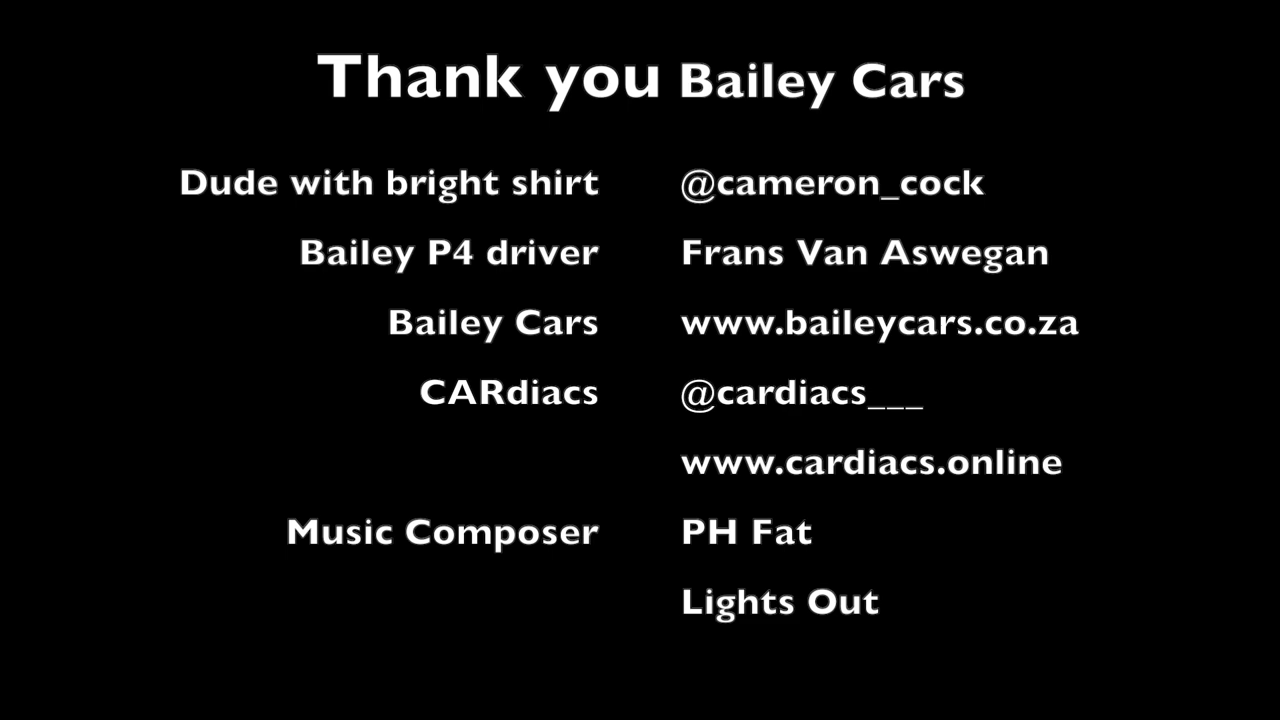 Thank you Bailey Cars
Dude with bright shirt @cameron_cock
Bailey P4 driver Frans Van Aswegan
Bailey Cars www.baileycars.co.za
CARdiacs @cardiacs___
www.cardiacs.online
Music Composer PH Fat
Lights Out